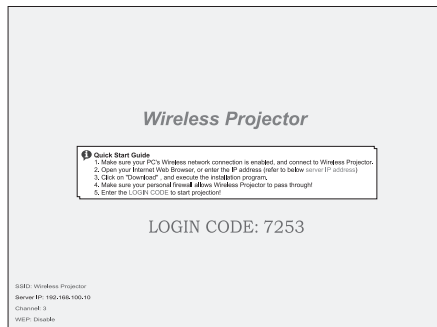 Wireless Projector
Quick Start Guide
1. Make sure your PC's Wireless network connection is enabled, and connect to Wireless Projector.
2. Open your Internet Web Browser, or enter the IP address (refer to below server IP address)
3. Click on "Download" , and execute the installation program.
4. Make sure your personal firewall allows Wireless Projector to pass through!
5. Enter the LOGIN CODE to start projection!
LOGIN CODE: 7253
SSID: Wireless Projector
Server IP: 192.168.100.10
Channel: 3
WEP: Disable